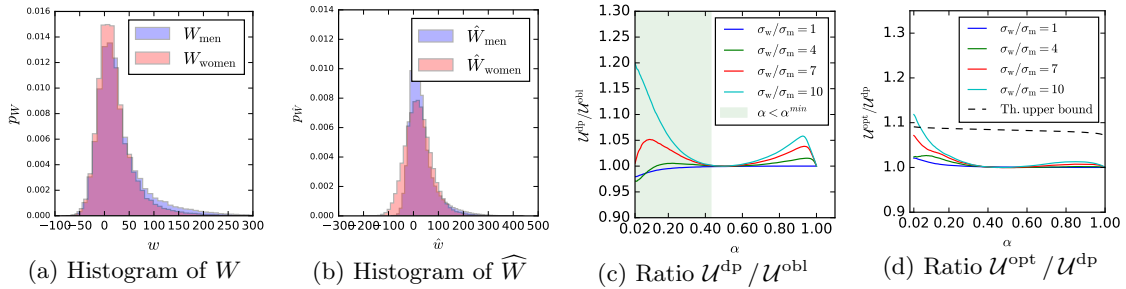 0.016
0.014
0.012
0.010
0.008
0.006
0.004
0.002
0.000
p_W
−100 −50 0 50 100 150 200 250 300
w
W_men
W_women
(a) Histogram of W
0.014
0.012
0.010
0.008
0.006
0.004
0.002
0.000
p_Ŵ
−300 −200 −100 0 100 200 300 400 500
ŵ
Ŵ_men
Ŵ_women
(b) Histogram of Ŵ
1.30
1.25
1.20
1.15
1.10
1.05
1.00
0.95
0.90
𝒰^dp/𝒰^obl
0.02 0.20 0.40 0.60 0.80 1.00
α
σ_w/σ_m = 1
σ_w/σ_m = 4
σ_w/σ_m = 7
σ_w/σ_m = 10
α < α^min
(c) Ratio 𝒰^dp / 𝒰^obl
1.3
1.2
1.1
1.0
0.9
𝒰^opt/𝒰^dp
0.02 0.20 0.40 0.60 0.80 1.00
α
σ_w/σ_m = 1
σ_w/σ_m = 4
σ_w/σ_m = 7
σ_w/σ_m = 10
Th. upper bound
(d) Ratio 𝒰^opt / 𝒰^dp